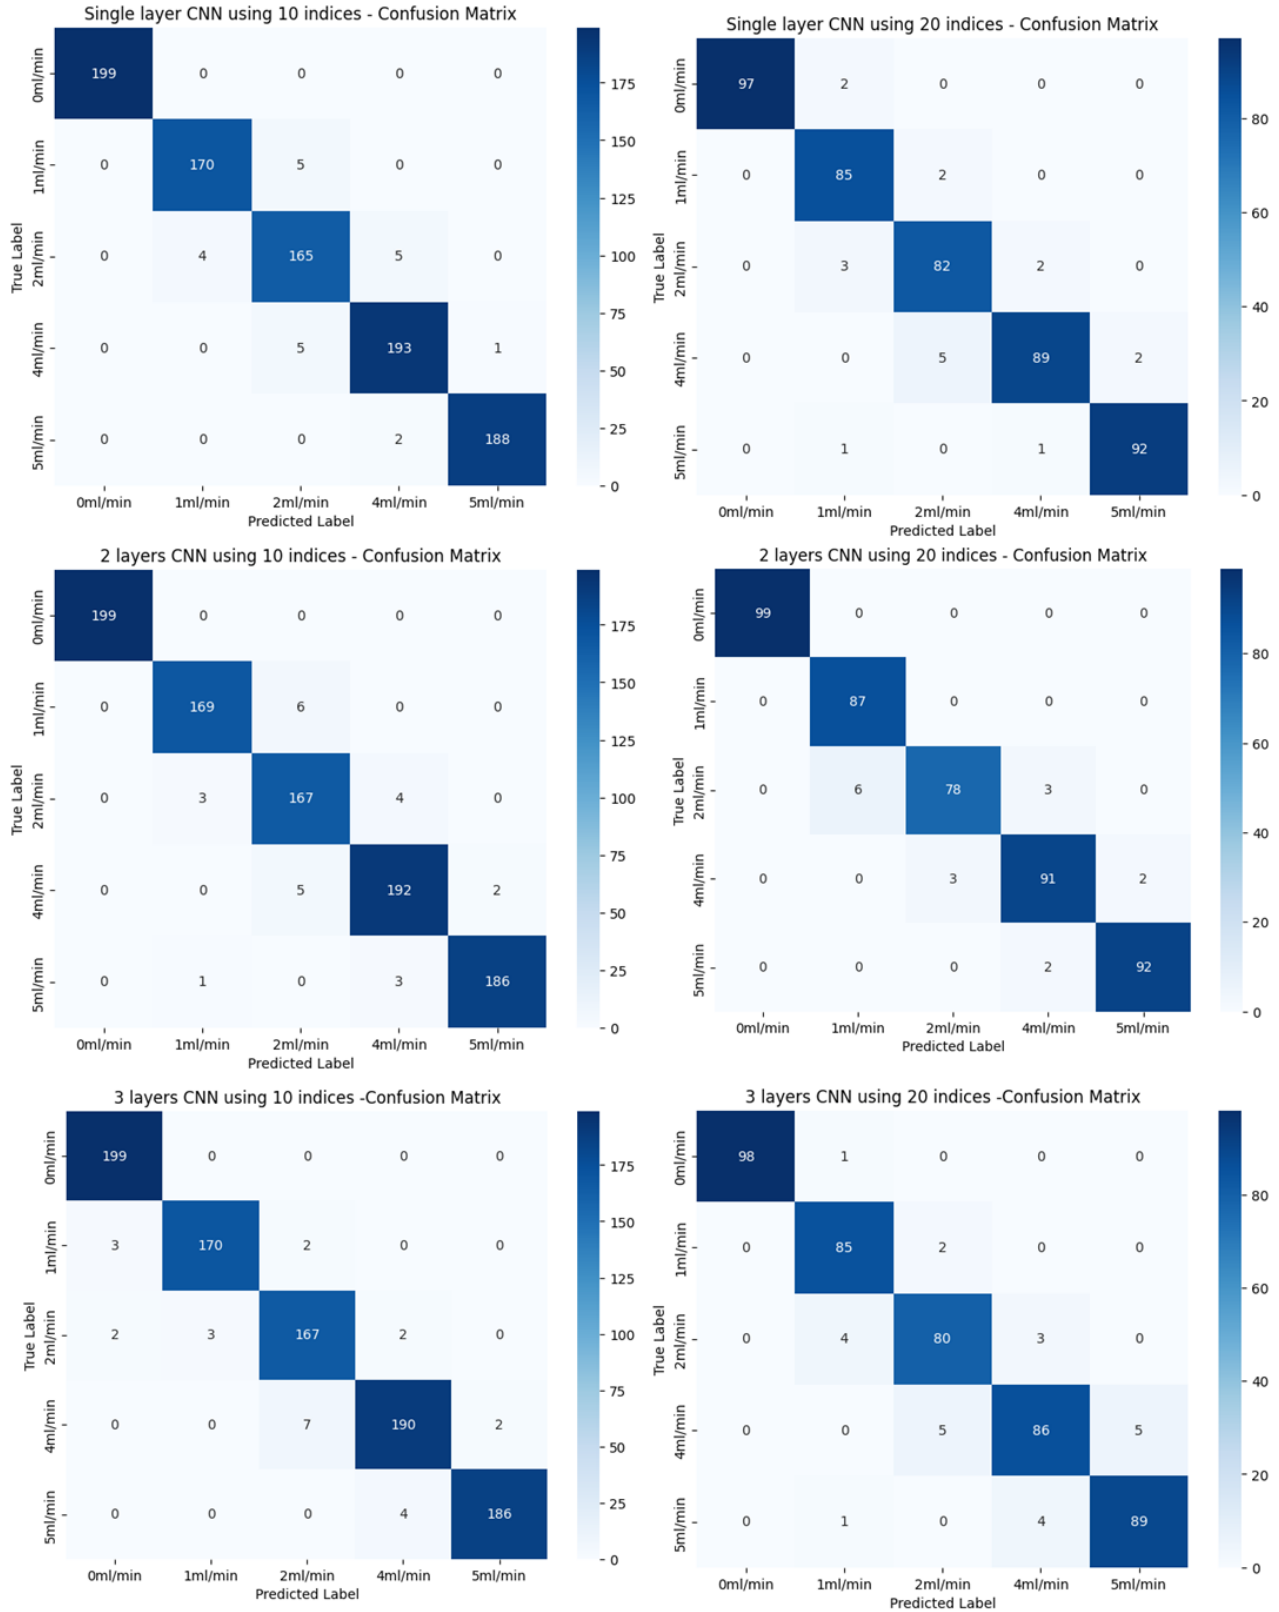 Single layer CNN using 10 indices - Confusion Matrix
0ml/min 199 0 0 0 0
1ml/min 0 170 5 0 0
2ml/min 0 4 165 5 0
4ml/min 0 0 5 193 1
5ml/min 0 0 0 2 188
True Label
0ml/min 1ml/min 2ml/min 4ml/min 5ml/min
Predicted Label
175
150
125
100
75
50
25
0
Single layer CNN using 20 indices - Confusion Matrix
0ml/min 97 2 0 0 0
1ml/min 0 85 2 0 0
2ml/min 0 3 82 2 0
4ml/min 0 0 5 89 2
5ml/min 0 1 0 1 92
True Label
0ml/min 1ml/min 2ml/min 4ml/min 5ml/min
Predicted Label
80
60
40
20
0
2 layers CNN using 10 indices - Confusion Matrix
0ml/min 199 0 0 0 0
1ml/min 0 169 6 0 0
2ml/min 0 3 167 4 0
4ml/min 0 0 5 192 2
5ml/min 0 1 0 3 186
True Label
0ml/min 1ml/min 2ml/min 4ml/min 5ml/min
Predicted Label
175
150
125
100
75
50
25
0
2 layers CNN using 20 indices - Confusion Matrix
0ml/min 99 0 0 0 0
1ml/min 0 87 0 0 0
2ml/min 0 6 78 3 0
4ml/min 0 0 3 91 2
5ml/min 0 0 0 2 92
True Label
0ml/min 1ml/min 2ml/min 4ml/min 5ml/min
Predicted Label
80
60
40
20
0
3 layers CNN using 10 indices -Confusion Matrix
0ml/min 199 0 0 0 0
1ml/min 3 170 2 0 0
2ml/min 2 3 167 2 0
4ml/min 0 0 7 190 2
5ml/min 0 0 0 4 186
True Label
0ml/min 1ml/min 2ml/min 4ml/min 5ml/min
Predicted Label
175
150
125
100
75
50
25
0
3 layers CNN using 20 indices -Confusion Matrix
0ml/min 98 1 0 0 0
1ml/min 0 85 2 0 0
2ml/min 0 4 80 3 0
4ml/min 0 0 5 86 5
5ml/min 0 1 0 4 89
True Label
0ml/min 1ml/min 2ml/min 4ml/min 5ml/min
Predicted Label
80
60
40
20
0